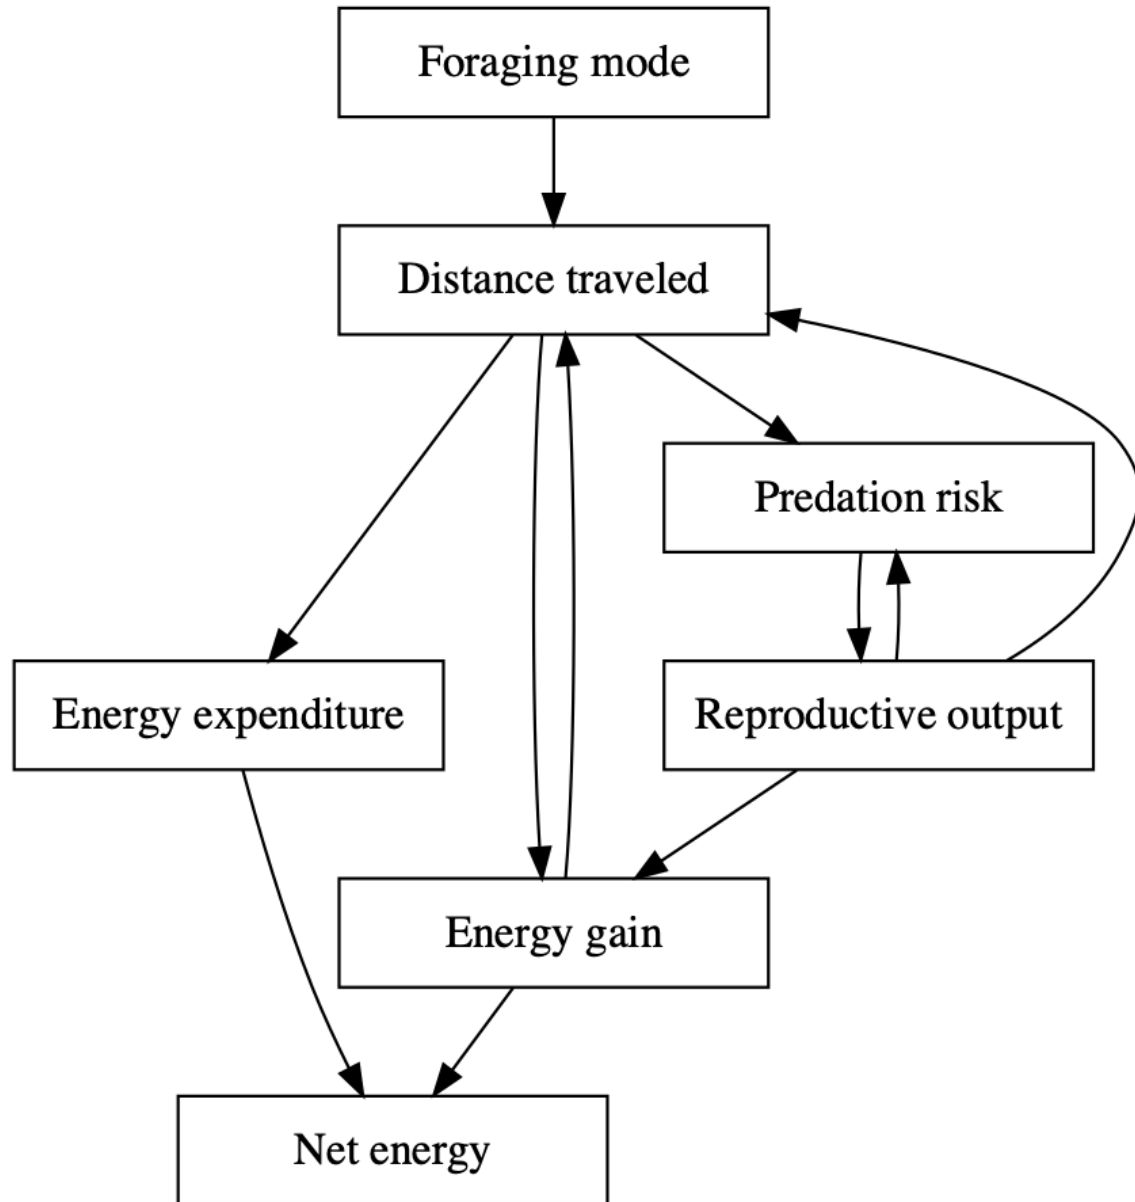 Foraging mode
Distance traveled
Predation risk
Energy expenditure
Reproductive output
Energy gain
Net energy